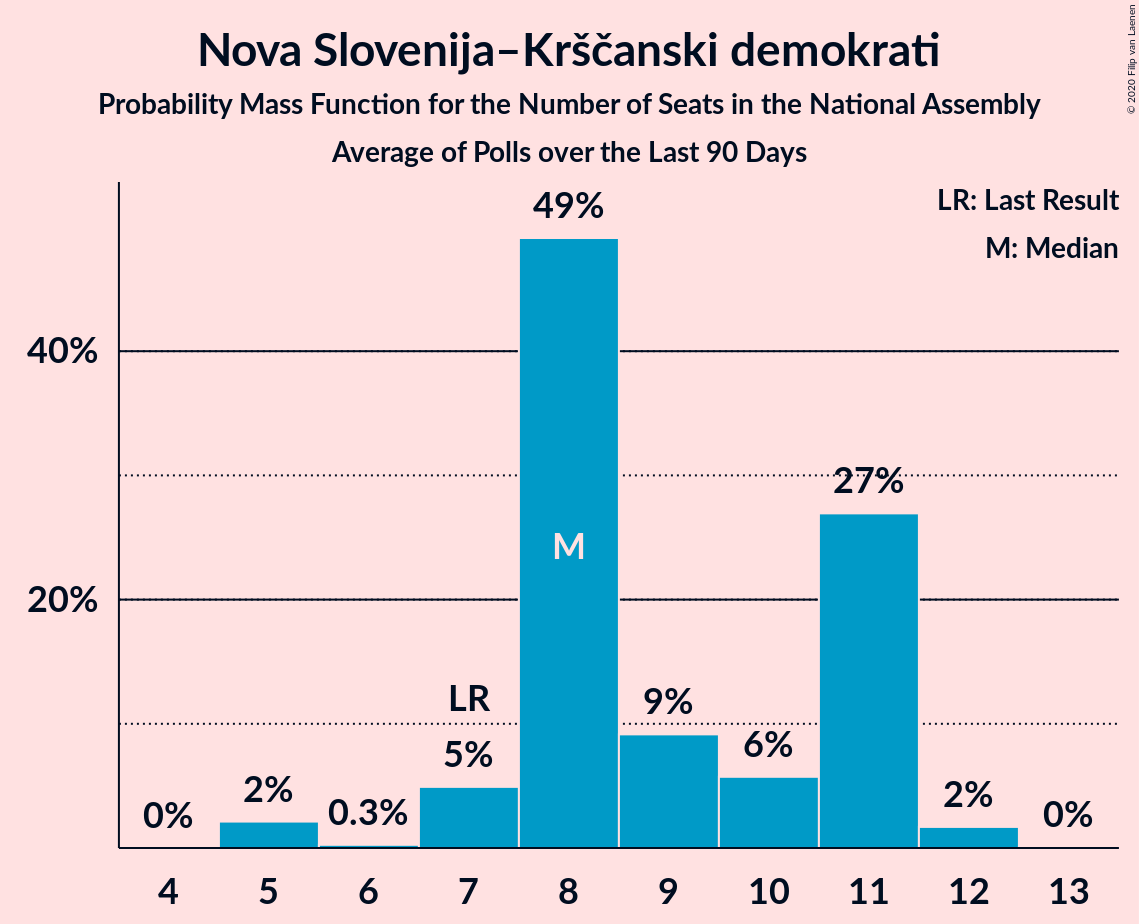 Nova Slovenija–Krščanski demokrati
Probability Mass Function for the Number of Seats in the National Assembly
Average of Polls over the Last 90 Days
© 2020 Filip van Laenen
LR: Last Result
M: Median
49%
40%
27%
M
20%
LR
9%
6%
5%
2%
0.3%
2%
0%
0%
4 5 6 7 8 9 10 11 12 13